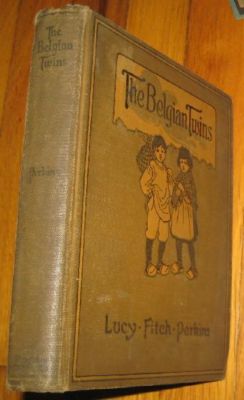 The
Belgian
Twins
Perkins
The Belgian Twins
Lucy · Fitch · Perkins